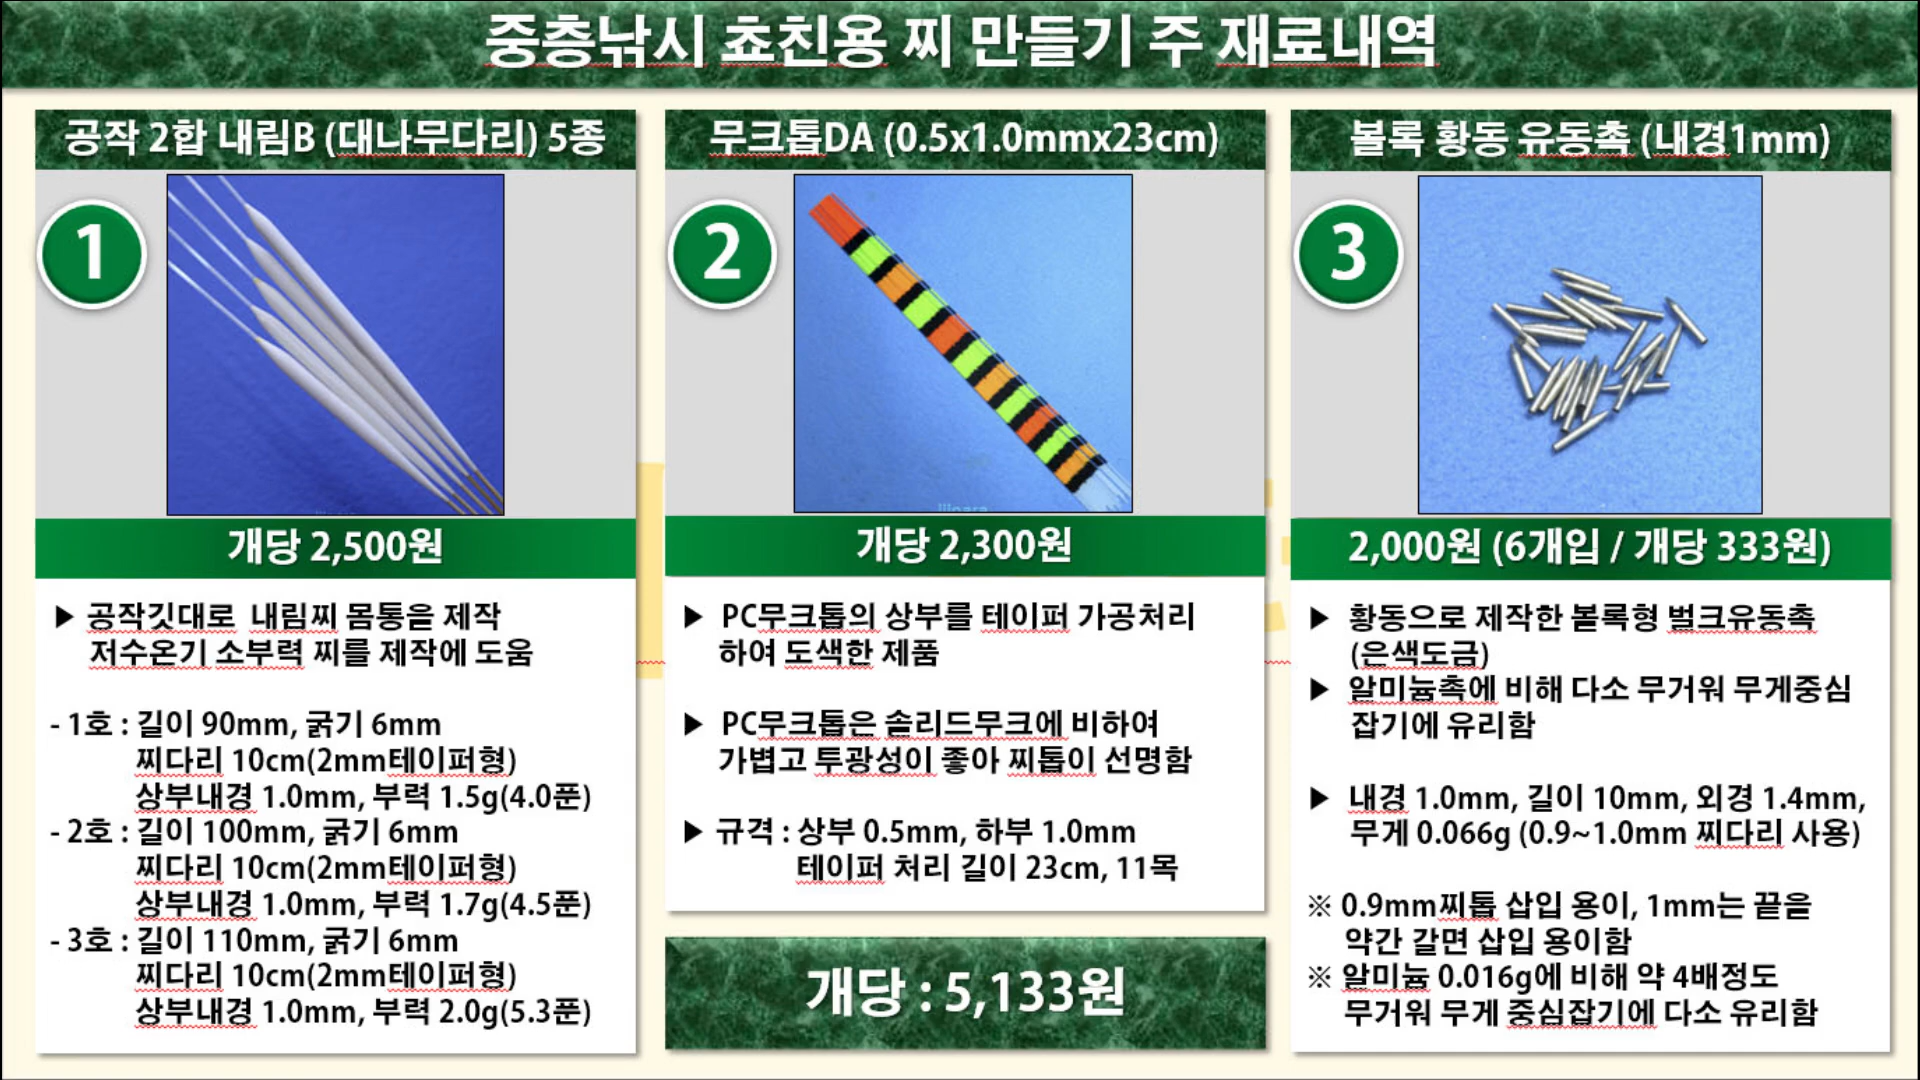 중층낚시 쵸친용 찌 만들기 주 재료내역
공작 2합 내림B (대나무다리) 5종
1
개당 2,500원
▶ 공작깃대로 내림찌 몸통을 제작
저수온기 소부력 찌를 제작에 도움
- 1호 : 길이 90mm, 굵기 6mm
찌다리 10cm(2mm테이퍼형)
상부내경 1.0mm, 부력 1.5g(4.0푼)
- 2호 : 길이 100mm, 굵기 6mm
찌다리 10cm(2mm테이퍼형)
상부내경 1.0mm, 부력 1.7g(4.5푼)
- 3호 : 길이 110mm, 굵기 6mm
찌다리 10cm(2mm테이퍼형)
상부내경 1.0mm, 부력 2.0g(5.3푼)
무크톱DA (0.5x1.0mmx23cm)
2
개당 2,300원
▶ PC무크톱의 상부를 테이퍼 가공처리
하여 도색한 제품
▶ PC무크톱은 솔리드무크에 비하여
가볍고 투광성이 좋아 찌톱이 선명함
▶ 규격 : 상부 0.5mm, 하부 1.0mm
테이퍼 처리 길이 23cm, 11목
개당 : 5,133원
볼록 황동 유동촉 (내경1mm)
3
2,000원 (6개입 / 개당 333원)
▶ 황동으로 제작한 볼록형 벌크유동촉
(은색도금)
▶ 알미늄촉에 비해 다소 무거워 무게중심
잡기에 유리함
▶ 내경 1.0mm, 길이 10mm, 외경 1.4mm,
무게 0.066g (0.9~1.0mm 찌다리 사용)
※ 0.9mm찌톱 삽입 용이, 1mm는 끝을
약간 갈면 삽입 용이함
※ 알미늄 0.016g에 비해 약 4배정도
무거워 무게 중심잡기에 다소 유리함